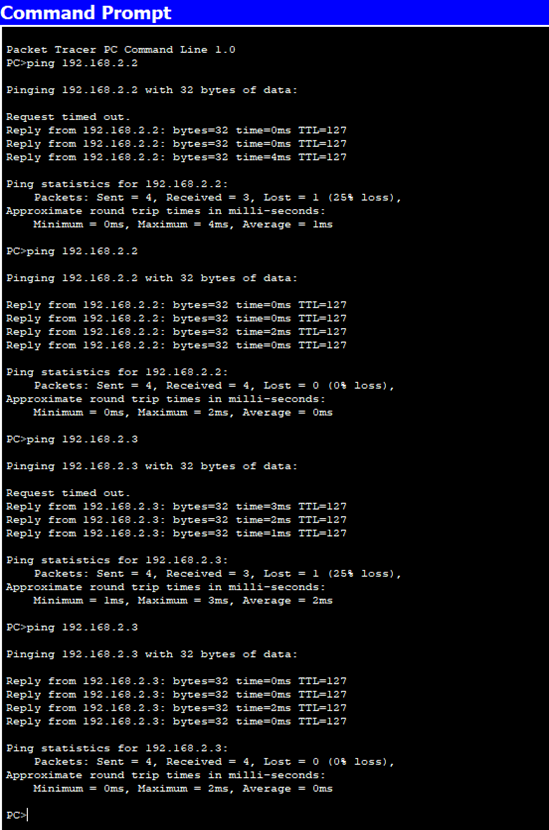 Command Prompt
Packet Tracer PC Command Line 1.0
PC>ping 192.168.2.2
Pinging 192.168.2.2 with 32 bytes of data:
Request timed out.
Reply from 192.168.2.2: bytes=32 time=0ms TTL=127
Reply from 192.168.2.2: bytes=32 time=0ms TTL=127
Reply from 192.168.2.2: bytes=32 time=4ms TTL=127
Ping statistics for 192.168.2.2:
Packets: Sent = 4, Received = 3, Lost = 1 (25% loss),
Approximate round trip times in milli-seconds:
Minimum = 0ms, Maximum = 4ms, Average = 1ms
PC>ping 192.168.2.2
Pinging 192.168.2.2 with 32 bytes of data:
Reply from 192.168.2.2: bytes=32 time=0ms TTL=127
Reply from 192.168.2.2: bytes=32 time=0ms TTL=127
Reply from 192.168.2.2: bytes=32 time=2ms TTL=127
Reply from 192.168.2.2: bytes=32 time=0ms TTL=127
Ping statistics for 192.168.2.2:
Packets: Sent = 4, Received = 4, Lost = 0 (0% loss),
Approximate round trip times in milli-seconds:
Minimum = 0ms, Maximum = 2ms, Average = 0ms
PC>ping 192.168.2.3
Pinging 192.168.2.3 with 32 bytes of data:
Request timed out.
Reply from 192.168.2.3: bytes=32 time=3ms TTL=127
Reply from 192.168.2.3: bytes=32 time=2ms TTL=127
Reply from 192.168.2.3: bytes=32 time=1ms TTL=127
Ping statistics for 192.168.2.3:
Packets: Sent = 4, Received = 3, Lost = 1 (25% loss),
Approximate round trip times in milli-seconds:
Minimum = 1ms, Maximum = 3ms, Average = 2ms
PC>ping 192.168.2.3
Pinging 192.168.2.3 with 32 bytes of data:
Reply from 192.168.2.3: bytes=32 time=0ms TTL=127
Reply from 192.168.2.3: bytes=32 time=0ms TTL=127
Reply from 192.168.2.3: bytes=32 time=2ms TTL=127
Reply from 192.168.2.3: bytes=32 time=0ms TTL=127
Ping statistics for 192.168.2.3:
Packets: Sent = 4, Received = 4, Lost = 0 (0% loss),
Approximate round trip times in milli-seconds:
Minimum = 0ms, Maximum = 2ms, Average = 0ms
PC>